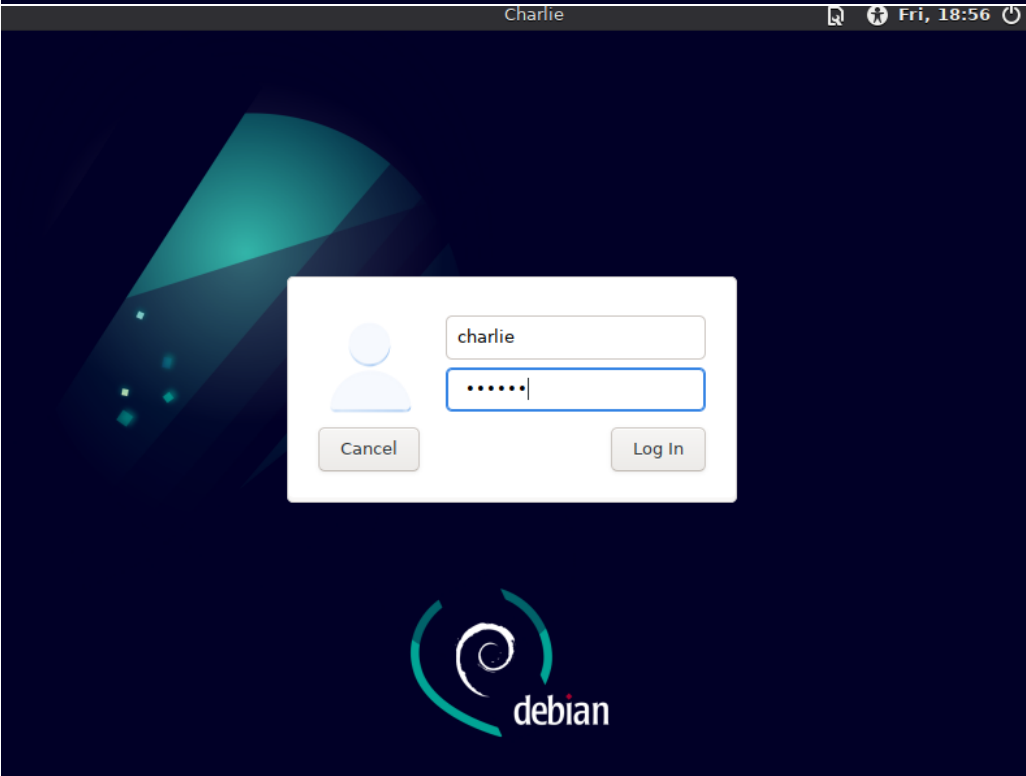 Charlie
Fri, 18:56
charlie
••••••
Cancel
Log In
debian